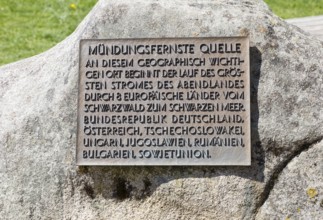 MÜNDUNGSFERNSTE QUELLE
AN DIESEM GEOGRAPHISCH WICHTI-
GEN ORT BEGINNT DER LAUF DES GRÖS-
STEN STROMES DES ABENDLANDES
DURCH 8 EUROPÄISCHE LÄNDER VOM
SCHWARZWALD ZUM SCHWARZEN MEER.
BUNDESREPUBLIK DEUTSCHLAND,
ÖSTERREICH, TSCHECHOSLOWAKEI,
UNGARN, JUGOSLAVIEN, RUMÄNIEN,
BULGARIEN, SOWJETUNION.